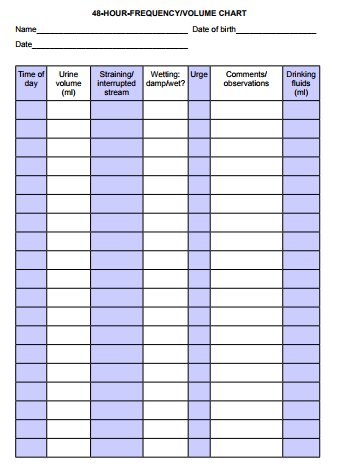 48-HOUR-FREQUENCY/VOLUME CHART
Name Date of birth
Date
Time of day Urine volume (ml) Straining/ interrupted stream Wetting: damp/wet? Urge Comments/ observations Drinking fluids (ml)